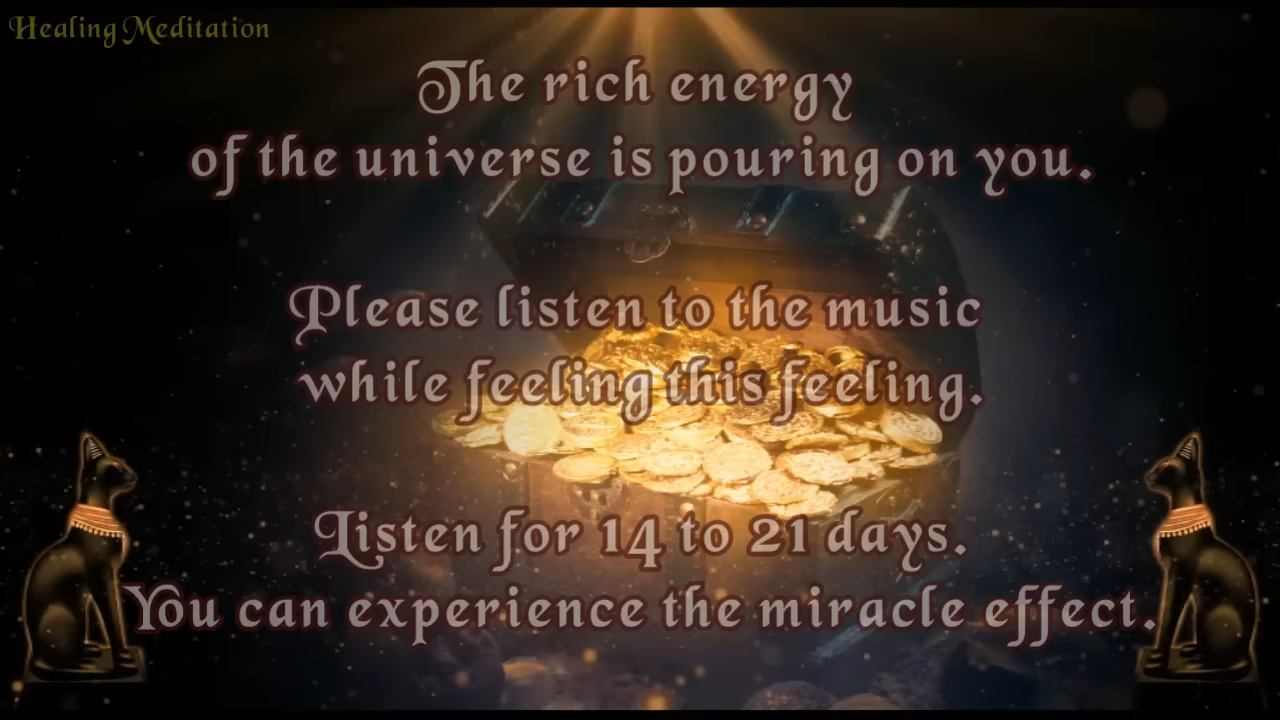 Healing Meditation
The rich energy
of the universe is pouring on you.
Please listen to the music
while feeling this feeling.
Listen for 14 to 21 days.
You can experience the miracle effect.